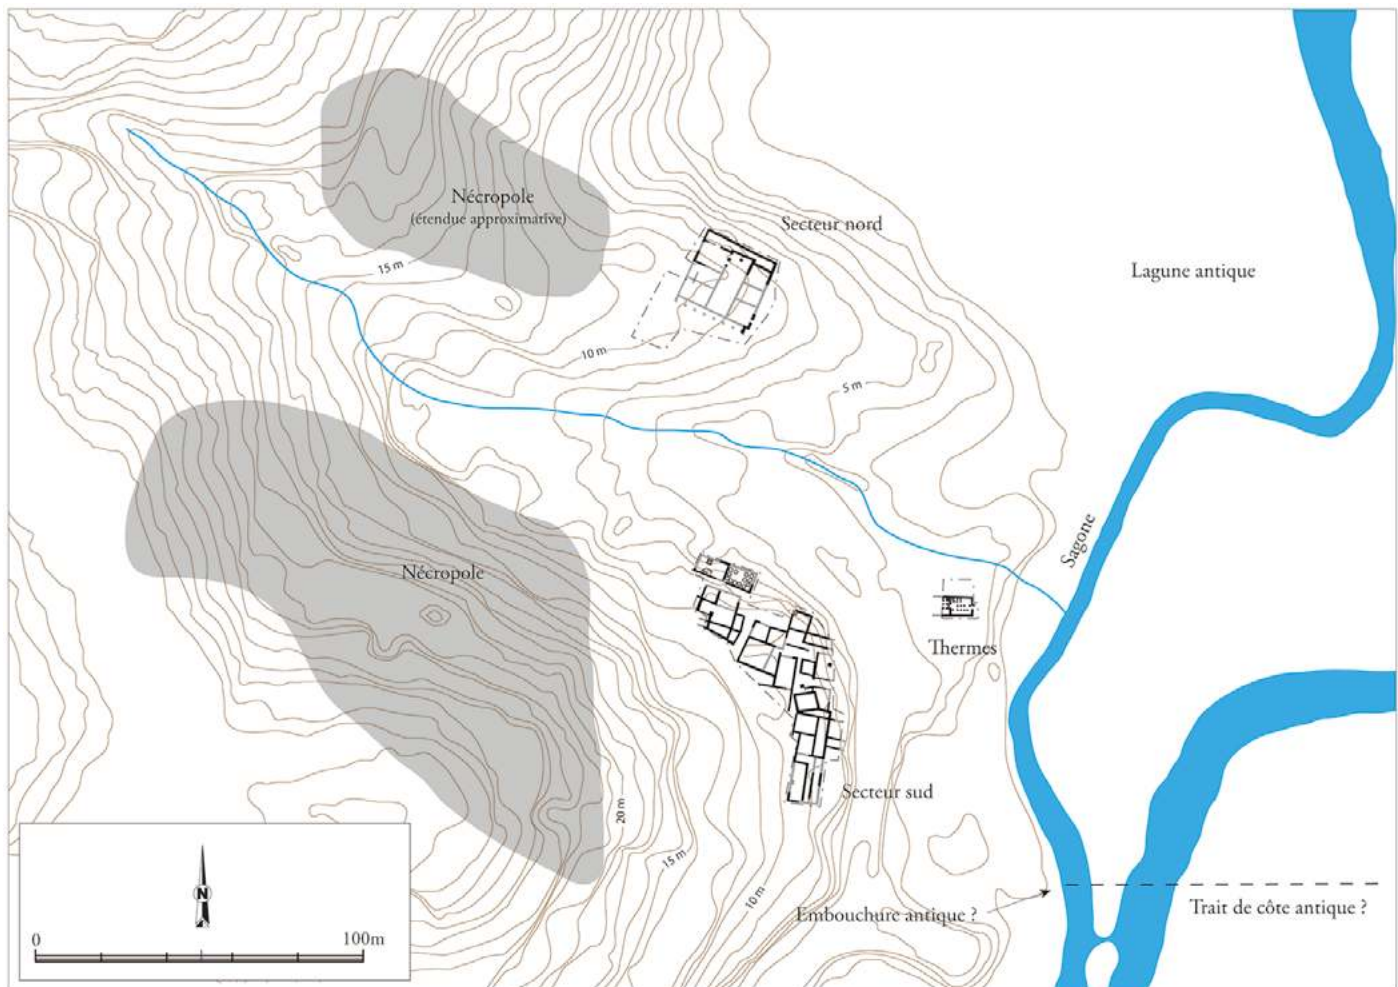 Nécropole
(étendue approximative)
Secteur nord
Lagune antique
15 m
10 m
5 m
Sagone
Nécropole
Thermes
Secteur sud
20 m
15 m
10 m
Embouchure antique ?
Trait de côte antique ?
N
0
100m